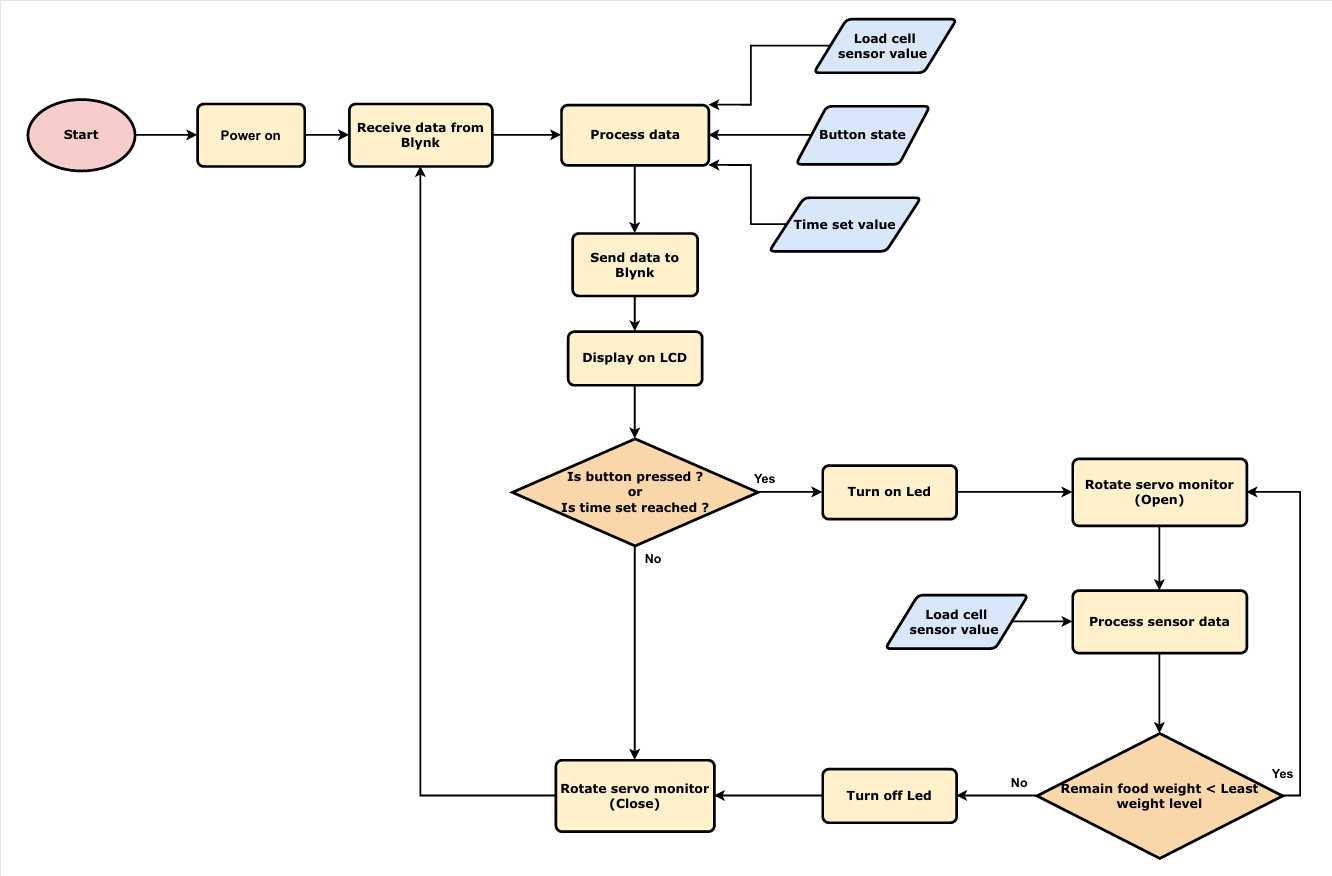 Load cell
sensor value
Start
Power on
Receive data from
Blynk
Process data
Button state
Time set value
Send data to
Blynk
Display on LCD
Is button pressed ?
or
Is time set reached ?
Yes
Turn on Led
Rotate servo monitor
(Open)
No
Load cell
sensor value
Process sensor data
Rotate servo monitor
(Close)
Turn off Led
No
Remain food weight < Least
weight level
Yes